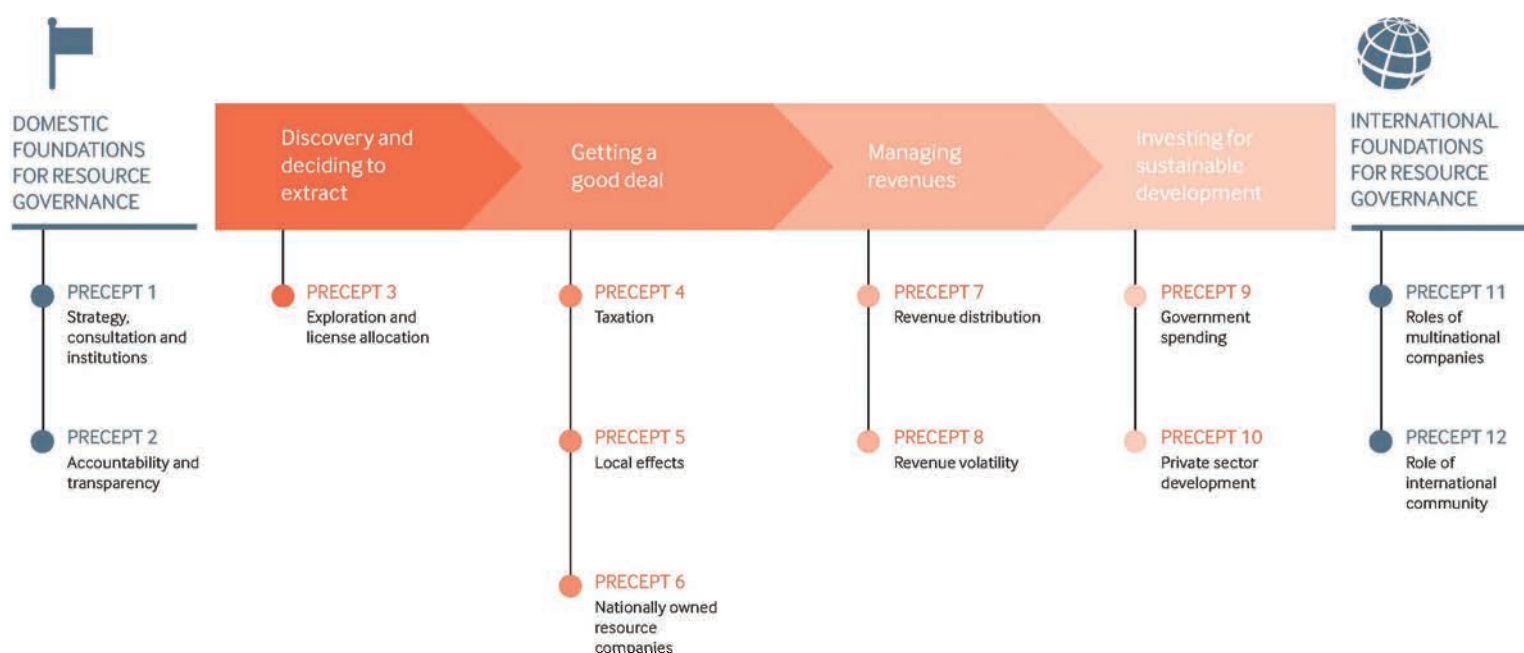 DOMESTIC
FOUNDATIONS
FOR RESOURCE
GOVERNANCE
Discovery and
deciding to
extract
Getting a
good deal
Managing
revenues
Investing for
sustainable
development
INTERNATIONAL
FOUNDATIONS
FOR RESOURCE
GOVERNANCE
PRECEPT 1
Strategy,
consultation and
institutions
PRECEPT 2
Accountability and
transparency
PRECEPT 3
Exploration and
license allocation
PRECEPT 4
Taxation
PRECEPT 5
Local effects
PRECEPT 6
Nationally owned
resource
companies
PRECEPT 7
Revenue distribution
PRECEPT 8
Revenue volatility
PRECEPT 9
Government
spending
PRECEPT 10
Private sector
development
PRECEPT 11
Roles of
multinational
companies
PRECEPT 12
Role of
international
community